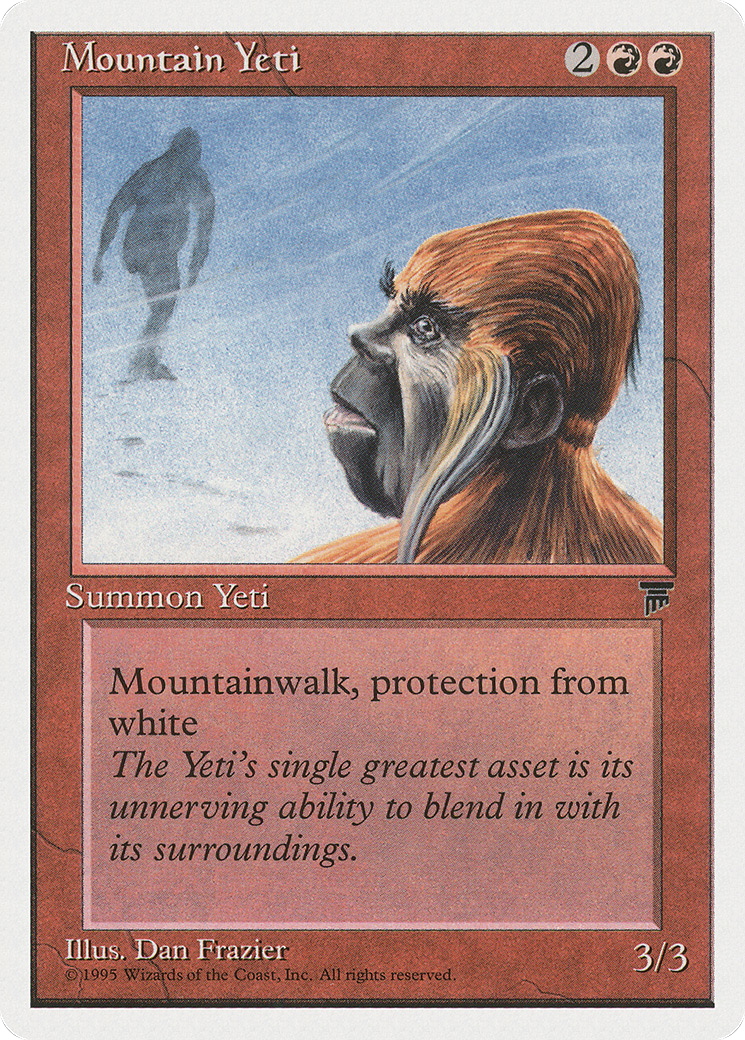 Mountain Yeti
2
Summon Yeti
Mountainwalk, protection from
white
The Yeti's single greatest asset is its
unnerving ability to blend in with
its surroundings.
Illus. Dan Frazier
3/3
© 1995 Wizards of the Coast, Inc. All rights reserved.